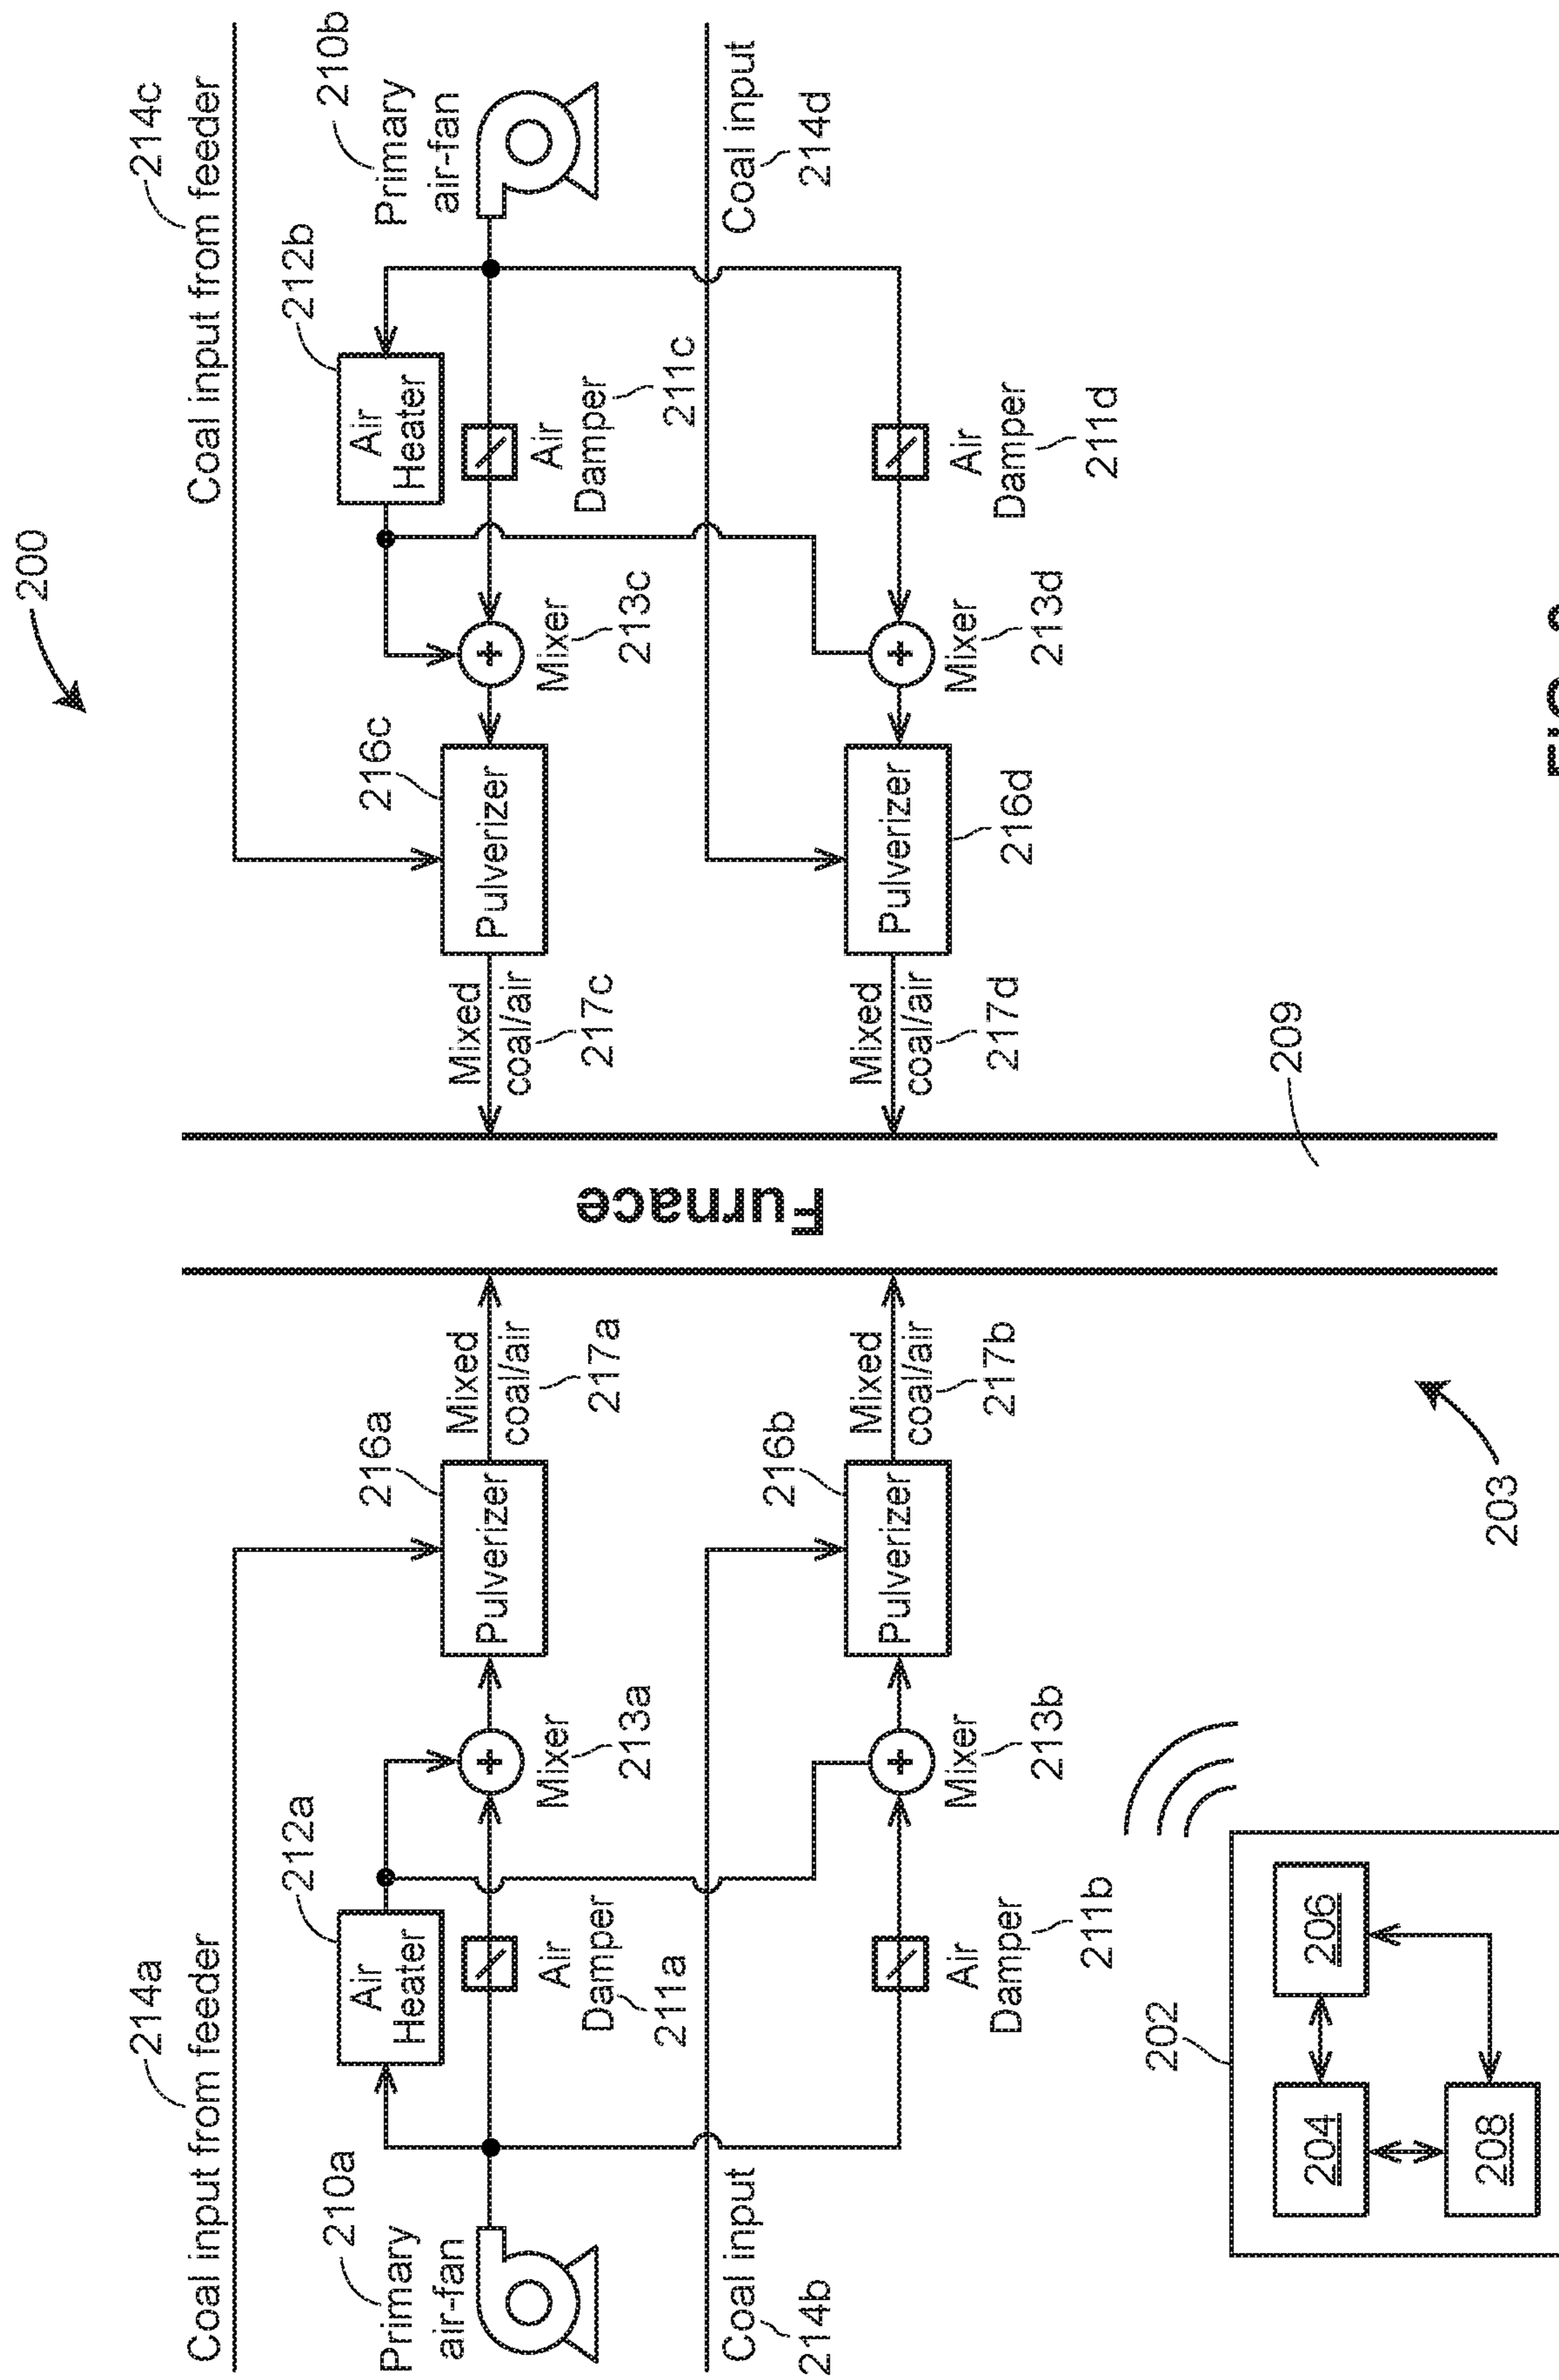 200
214a
Coal input from feeder
214c
Coal input from feeder
210a
Primary
air-fan
212a
Air
Heater
216a
Pulverizer
Mixed
coal/air
217a
Air
Damper
211a
Mixer
213a
216c
Pulverizer
Mixed
coal/air
217c
Mixer
213c
212b
Air
Heater
Air
Damper
211c
210b
Primary
air-fan
Furnace
Coal input
214b
Air
Damper
211b
Mixer
213b
216b
Pulverizer
Mixed
coal/air
217b
Mixed
coal/air
217d
Pulverizer
216d
Mixer
213d
Air
Damper
211d
Coal input
214d
202
204
206
208
203
209